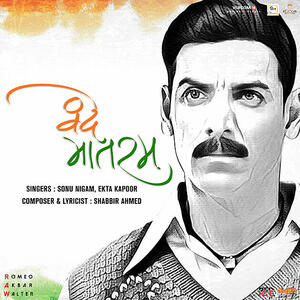 वंदे
मातरम्
SINGERS : SONU NIGAM, EKTA KAPOOR
COMPOSER & LYRICIST : SHABBIR AHMED
ROMEO
AKBAR
WALTER